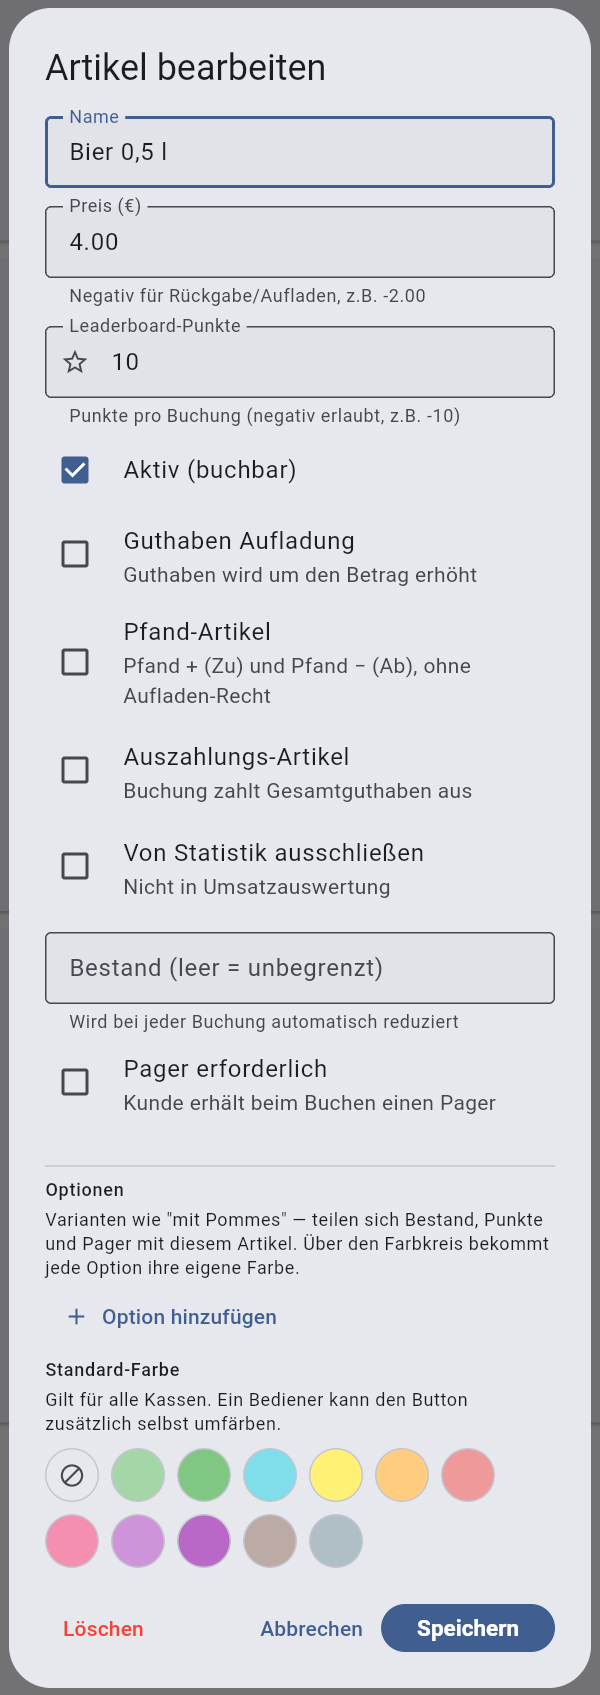 Artikel bearbeiten
Name
Bier 0,5 l
Preis (€)
4.00
Negativ für Rückgabe/Aufladen, z.B. -2.00
Leaderboard-Punkte
10
Punkte pro Buchung (negativ erlaubt, z.B. -10)
Aktiv (buchbar)
Guthaben Aufladung
Guthaben wird um den Betrag erhöht
Pfand-Artikel
Pfand + (Zu) und Pfand − (Ab), ohne
Aufladen-Recht
Auszahlungs-Artikel
Buchung zahlt Gesamtguthaben aus
Von Statistik ausschließen
Nicht in Umsatzauswertung
Bestand (leer = unbegrenzt)
Wird bei jeder Buchung automatisch reduziert
Pager erforderlich
Kunde erhält beim Buchen einen Pager
Optionen
Varianten wie "mit Pommes" — teilen sich Bestand, Punkte
und Pager mit diesem Artikel. Über den Farbkreis bekommt
jede Option ihre eigene Farbe.
Option hinzufügen
Standard-Farbe
Gilt für alle Kassen. Ein Bediener kann den Button
zusätzlich selbst umfärben.
Löschen
Abbrechen
Speichern